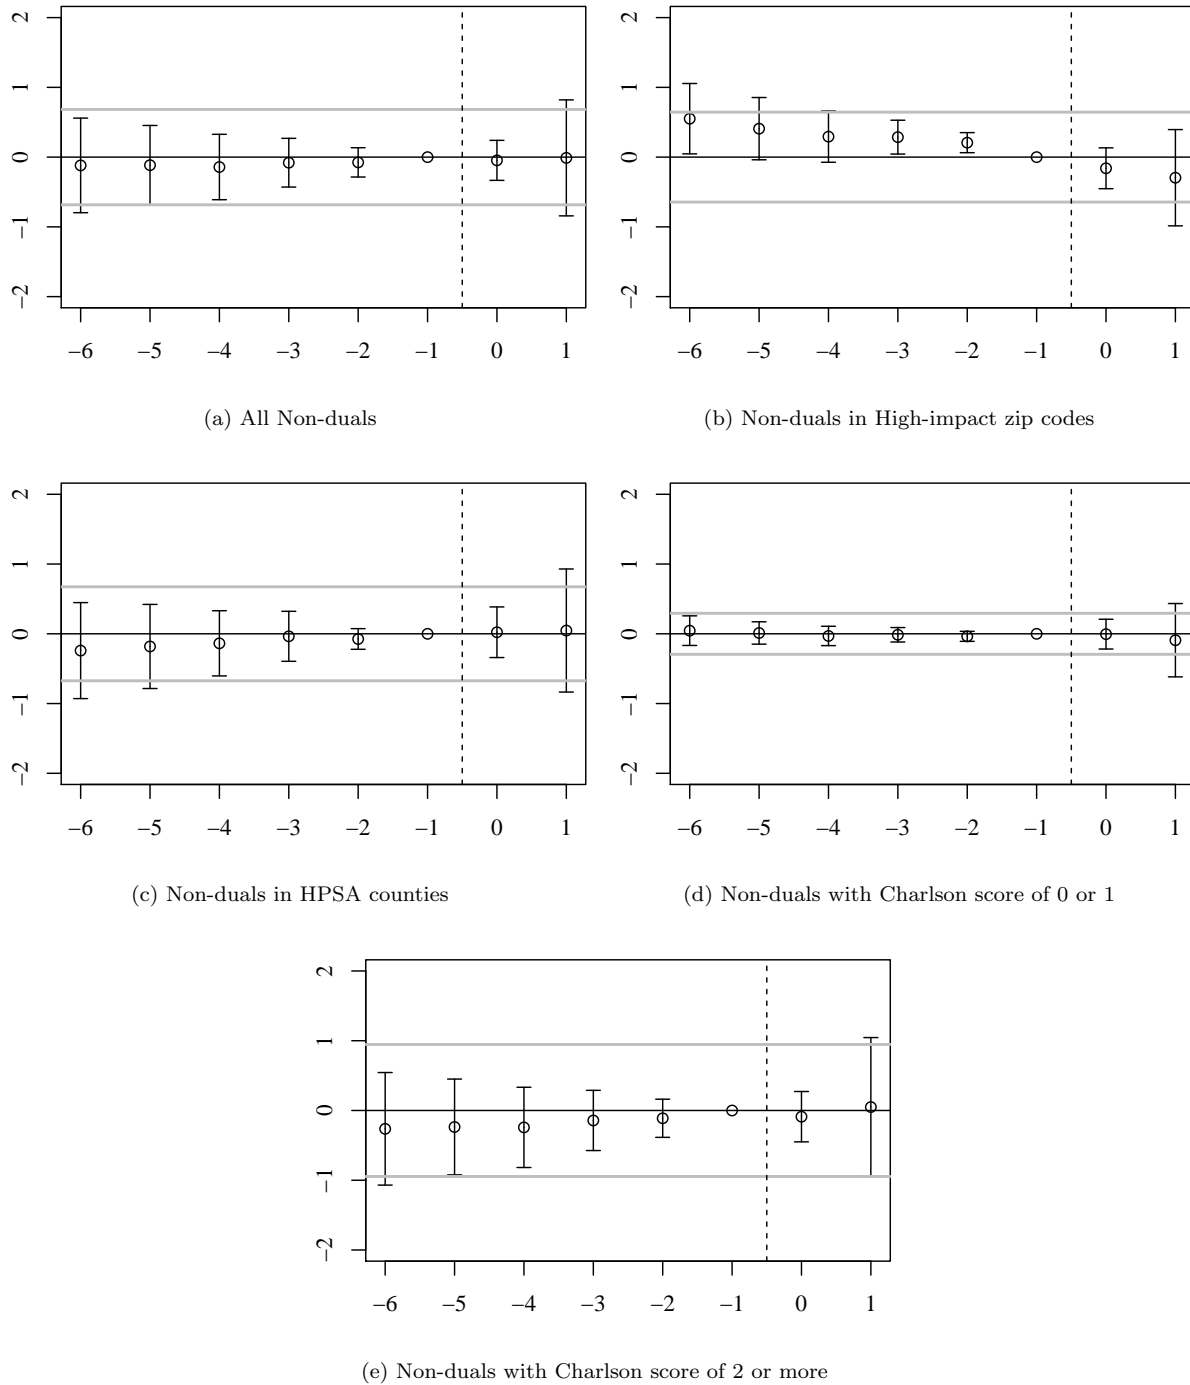 2
1
0
−1
−2
−6 −5 −4 −3 −2 −1 0 1
(a) All Non-duals
2
1
0
−1
−2
−6 −5 −4 −3 −2 −1 0 1
(b) Non-duals in High-impact zip codes
2
1
0
−1
−2
−6 −5 −4 −3 −2 −1 0 1
(c) Non-duals in HPSA counties
2
1
0
−1
−2
−6 −5 −4 −3 −2 −1 0 1
(d) Non-duals with Charlson score of 0 or 1
2
1
0
−1
−2
−6 −5 −4 −3 −2 −1 0 1
(e) Non-duals with Charlson score of 2 or more